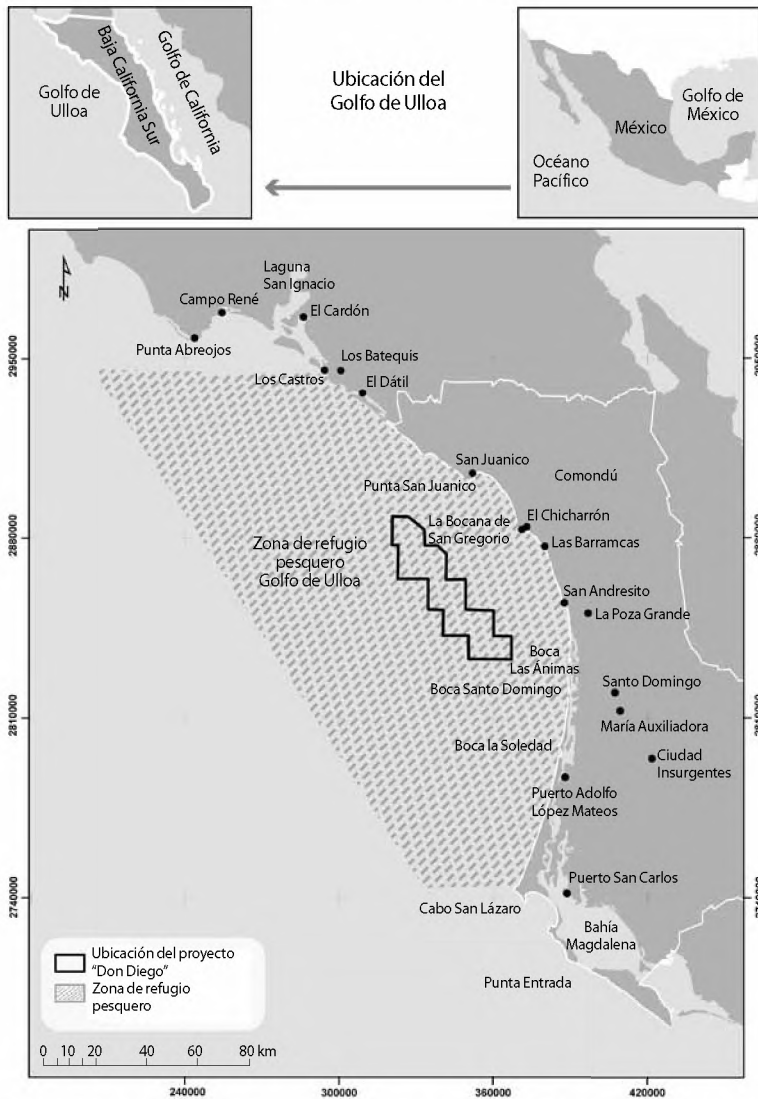 Golfo de
Ulloa
Baja California Sur
Golfo de California
Ubicación del
Golfo de Ulloa
Golfo de
México
México
Océano
Pacífico
N
Laguna
San Ignacio
Campo René
El Cardón
Punta Abreojos
Los Batequis
Los Castros
El Dátil
San Juanico
Punta San Juanico
Comondú
El Chicharrón
La Bocana de
San Gregorio
Las Barramcas
Zona de refugio
pesquero
Golfo de Ulloa
San Andresito
La Poza Grande
Boca
Las Ánimas
Santo Domingo
Boca Santo Domingo
María Auxiliadora
Boca la Soledad
Ciudad
Insurgentes
Puerto Adolfo
López Mateos
Puerto San Carlos
Cabo San Lázaro
Bahía
Magdalena
Punta Entrada
Ubicación del proyecto
"Don Diego"
Zona de refugio
pesquero
0 10 20 40 60 80 km
2950000
2880000
2810000
2740000
240000 300000 360000 420000